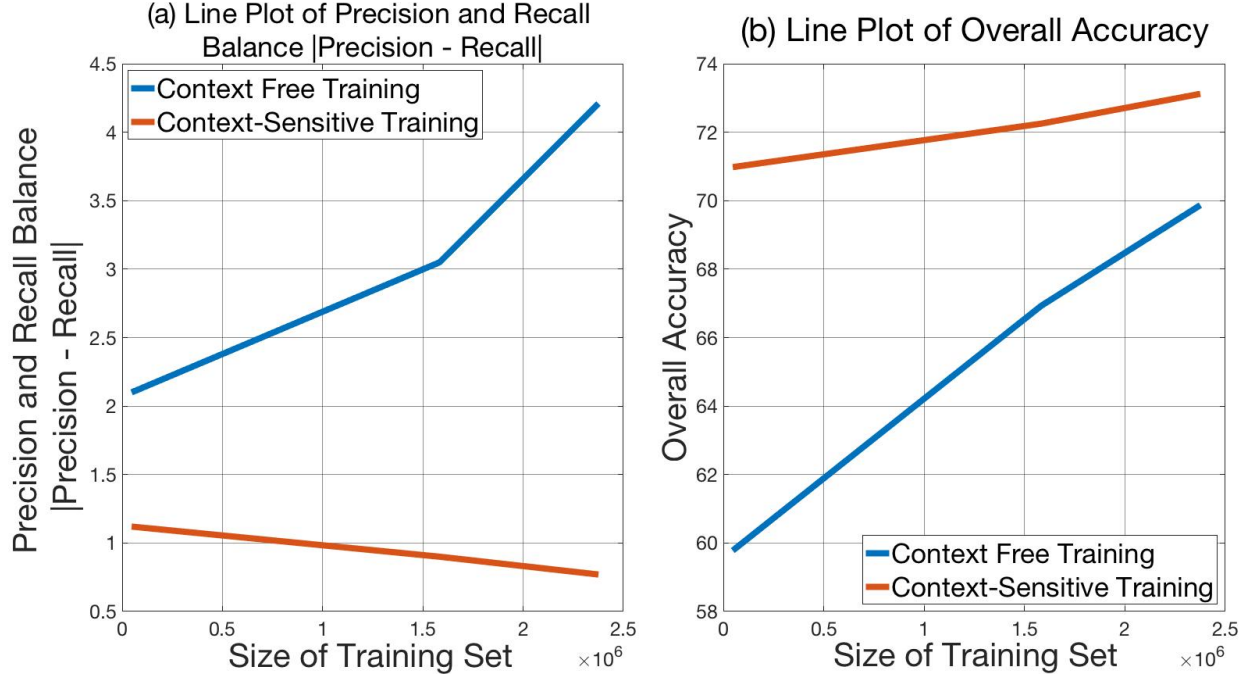 (a) Line Plot of Precision and Recall
Balance |Precision - Recall|
Precision and Recall Balance
|Precision - Recall|
4.5
4
3.5
3
2.5
2
1.5
1
0.5
Context Free Training
Context-Sensitive Training
0 0.5 1 1.5 2 2.5
Size of Training Set
×10^6
(b) Line Plot of Overall Accuracy
Overall Accuracy
74
72
70
68
66
64
62
60
58
Context Free Training
Context-Sensitive Training
0 0.5 1 1.5 2 2.5
Size of Training Set
×10^6